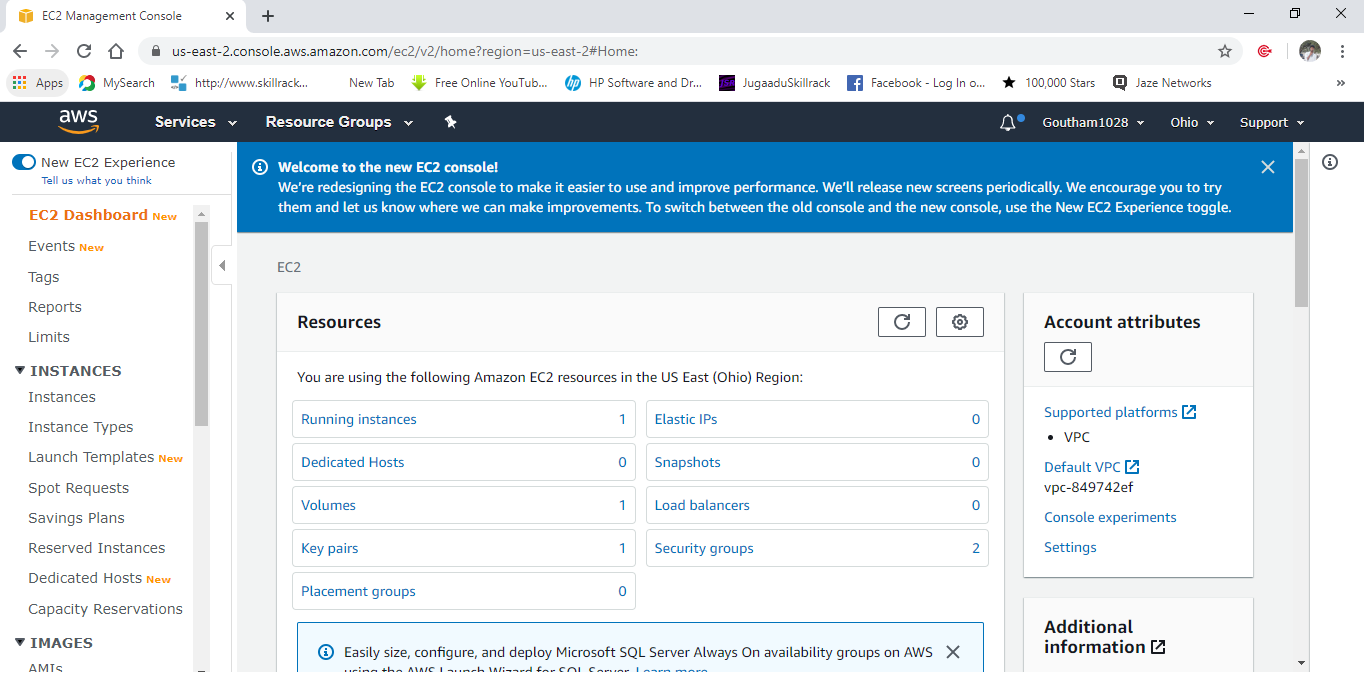 EC2 Management Console
us-east-2.console.aws.amazon.com/ec2/v2/home?region=us-east-2#Home:
Apps MySearch http://www.skillrack... New Tab Free Online YouTub... HP Software and Dr... JugaaduSkillrack Facebook - Log In o... 100,000 Stars Jaze Networks »
aws Services Resource Groups Goutham1028 Ohio Support
New EC2 Experience
Tell us what you think
EC2 Dashboard New
Events New
Tags
Reports
Limits
INSTANCES
Instances
Instance Types
Launch Templates New
Spot Requests
Savings Plans
Reserved Instances
Dedicated Hosts New
Capacity Reservations
IMAGES
AMIs
Welcome to the new EC2 console!
We're redesigning the EC2 console to make it easier to use and improve performance. We'll release new screens periodically. We encourage you to try
them and let us know where we can make improvements. To switch between the old console and the new console, use the New EC2 Experience toggle.
EC2
Resources
You are using the following Amazon EC2 resources in the US East (Ohio) Region:
Running instances 1 Elastic IPs 0
Dedicated Hosts 0 Snapshots 0
Volumes 1 Load balancers 0
Key pairs 1 Security groups 2
Placement groups 0
Easily size, configure, and deploy Microsoft SQL Server Always On availability groups on AWS
using the AWS Launch Wizard for SQL Server. Learn more
Account attributes
Supported platforms
• VPC
Default VPC
vpc-849742ef
Console experiments
Settings
Additional
information